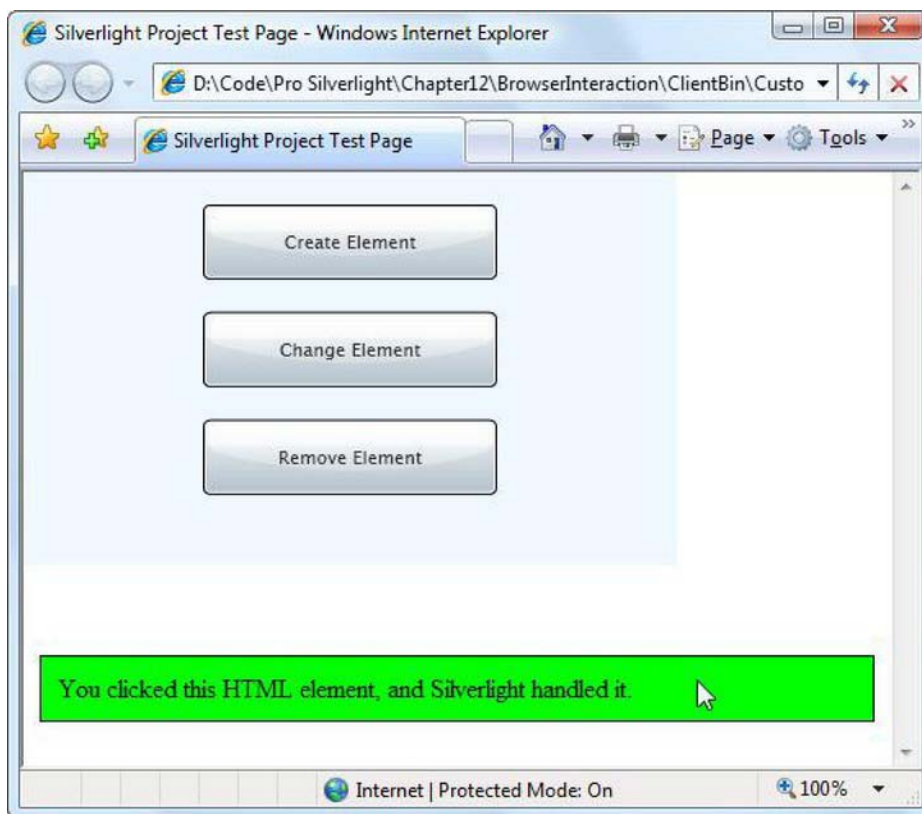 Silverlight Project Test Page - Windows Internet Explorer
D:\Code\Pro Silverlight\Chapter12\BrowserInteraction\ClientBin\Custo
Silverlight Project Test Page
Page
Tools
»
Create Element
Change Element
Remove Element
You clicked this HTML element, and Silverlight handled it.
Internet | Protected Mode: On
100%